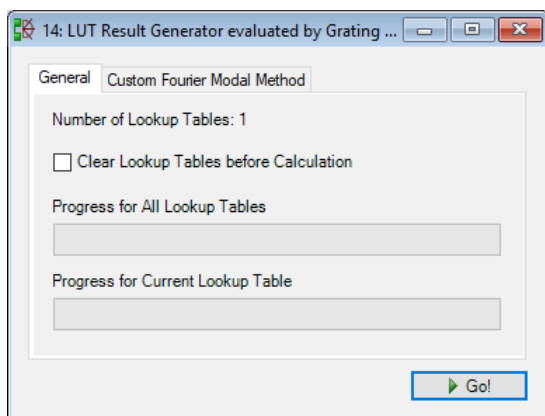 14: LUT Result Generator evaluated by Grating ...
General Custom Fourier Modal Method
Number of Lookup Tables: 1
Clear Lookup Tables before Calculation
Progress for All Lookup Tables
Progress for Current Lookup Table
Go!